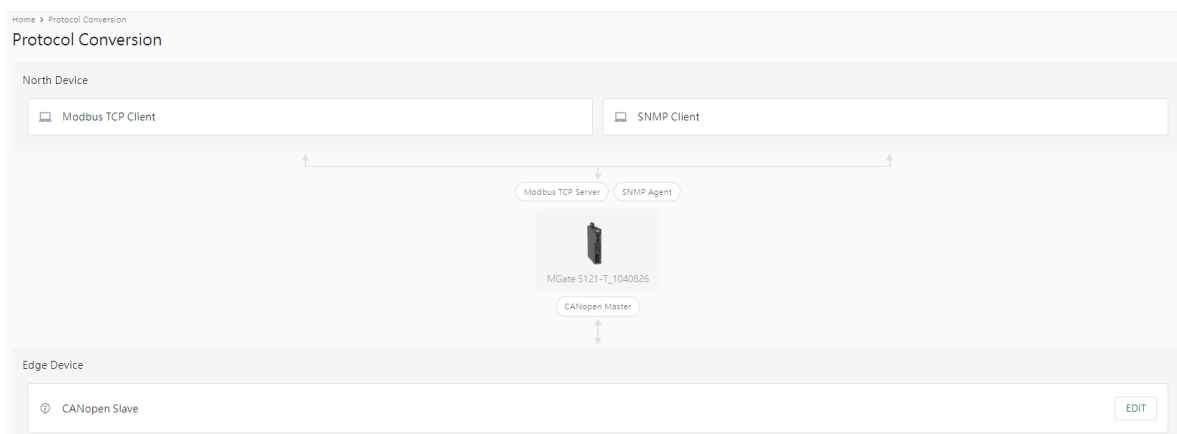 Home > Protocol Conversion
Protocol Conversion
North Device
Modbus TCP Client
SNMP Client
Modbus TCP Server
SNMP Agent
MGate 5121-T_1040826
CANopen Master
Edge Device
CANopen Slave
EDIT